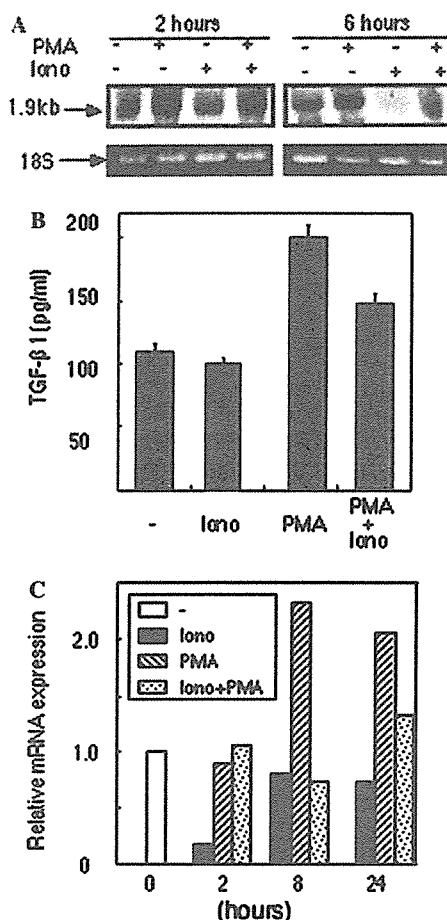 A
2 hours 6 hours
PMA - + - + - + - +
Iono - - + + - - + +
1.9kb
18S
B
TGF-β1 (pg/ml)
200
150
100
50
- Iono PMA PMA + Iono
C
Relative mRNA expression
2.0
1.0
0
-
Iono
PMA
Iono+PMA
0 2 8 24
(hours)